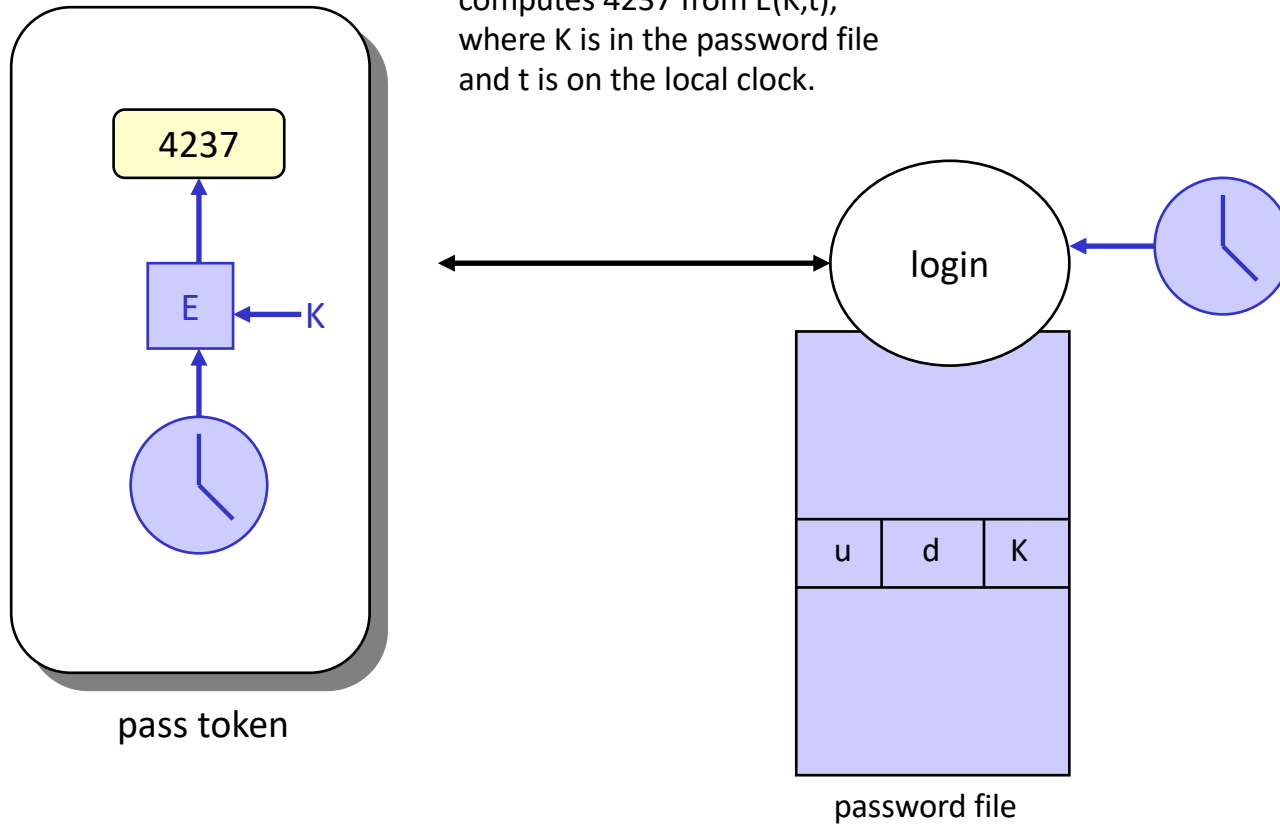 computes 4237 from E(K,t),
where K is in the password file
and t is on the local clock.
4237
login
E
K
u d K
pass token
password file